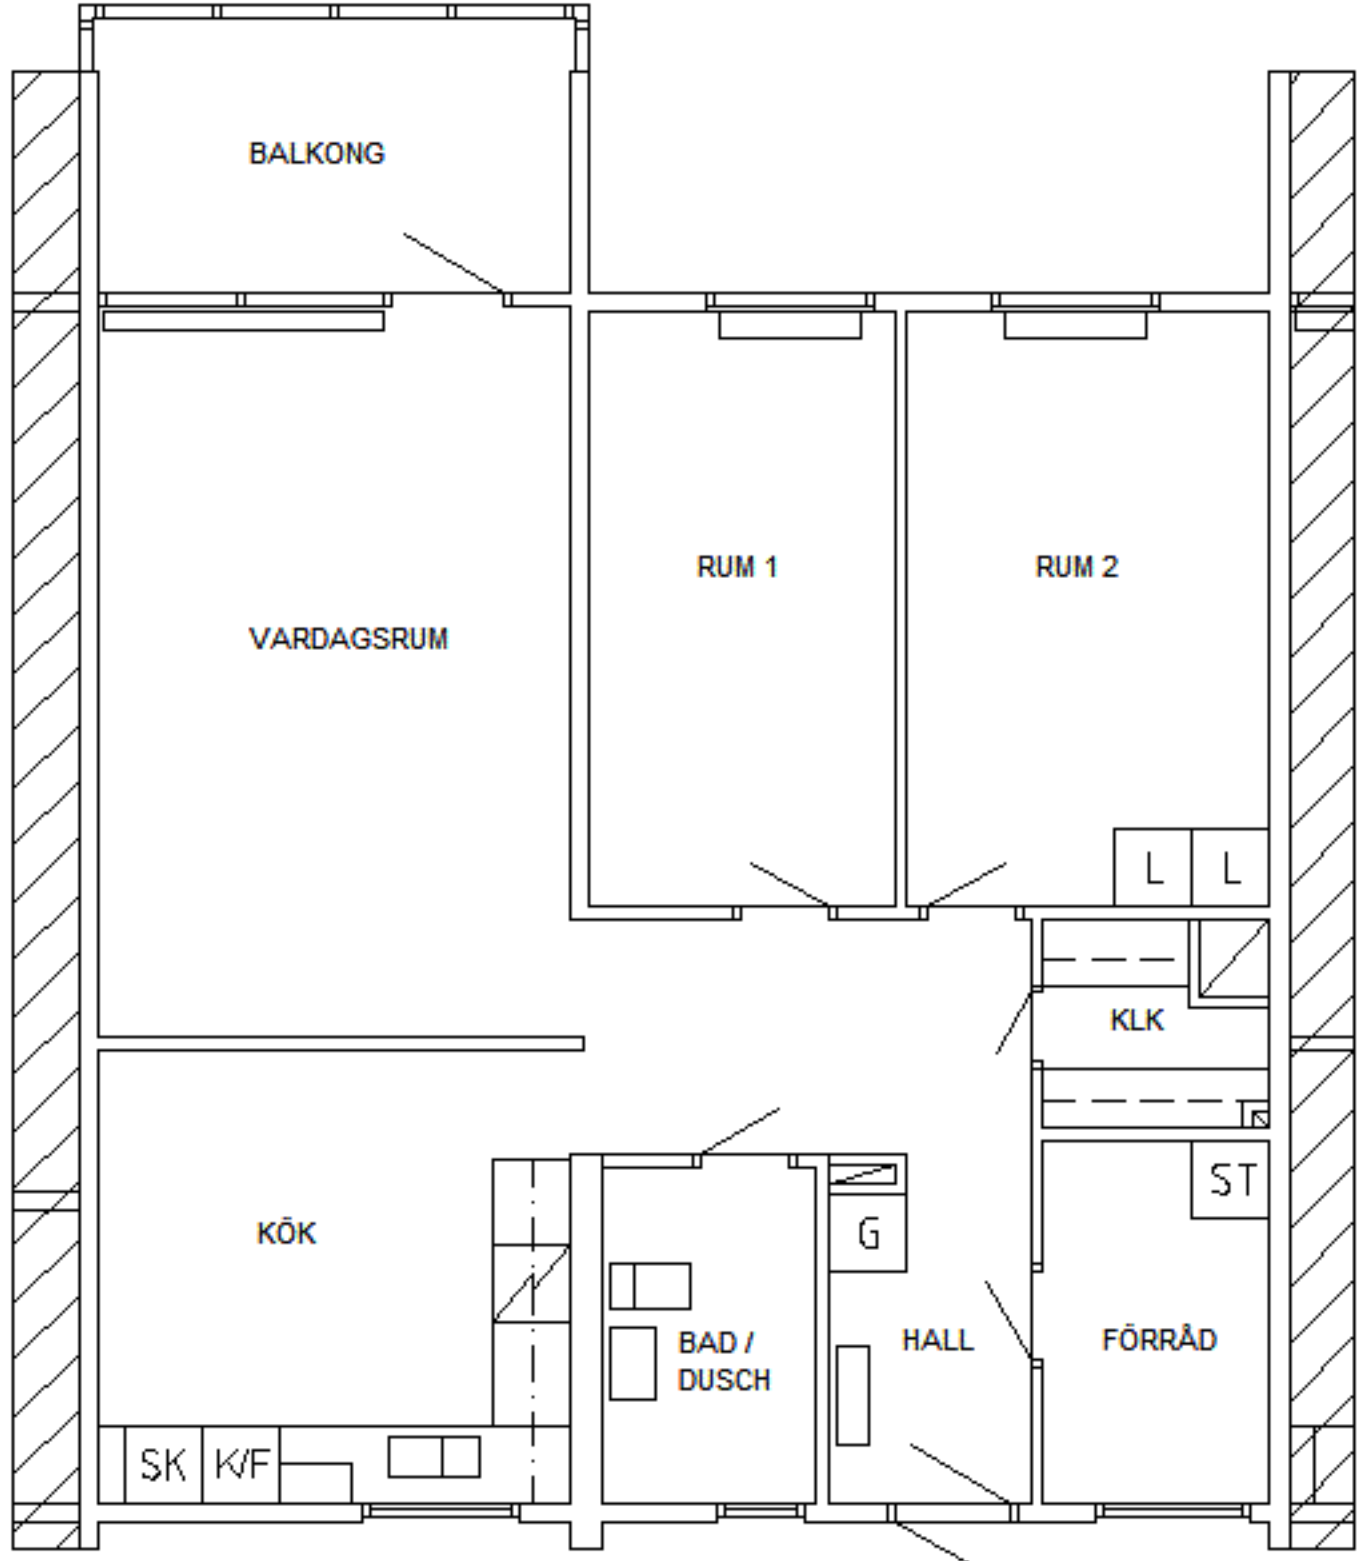 BALKONG
RUM 1
RUM 2
VARDAGSRUM
L
L
KLK
ST
KÖK
G
BAD /
DUSCH
HALL
FÖRRÅD
SK
K/F